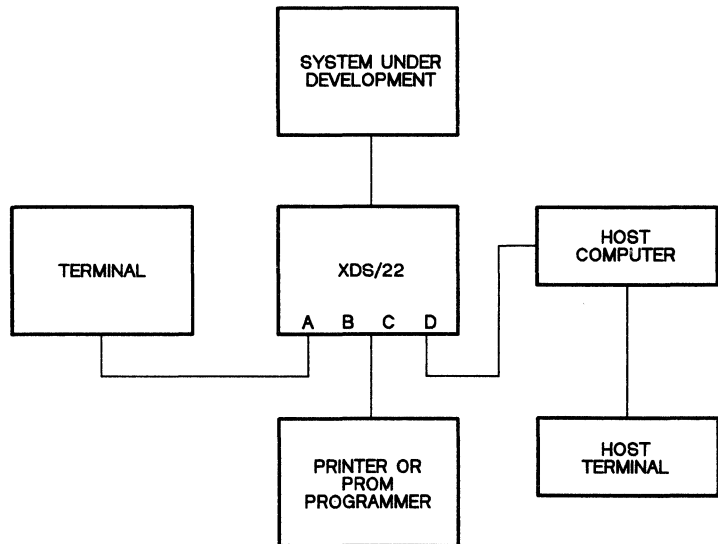 SYSTEM UNDER
DEVELOPMENT
TERMINAL
XDS/22
A B C D
HOST
COMPUTER
PRINTER OR
PROM
PROGRAMMER
HOST
TERMINAL